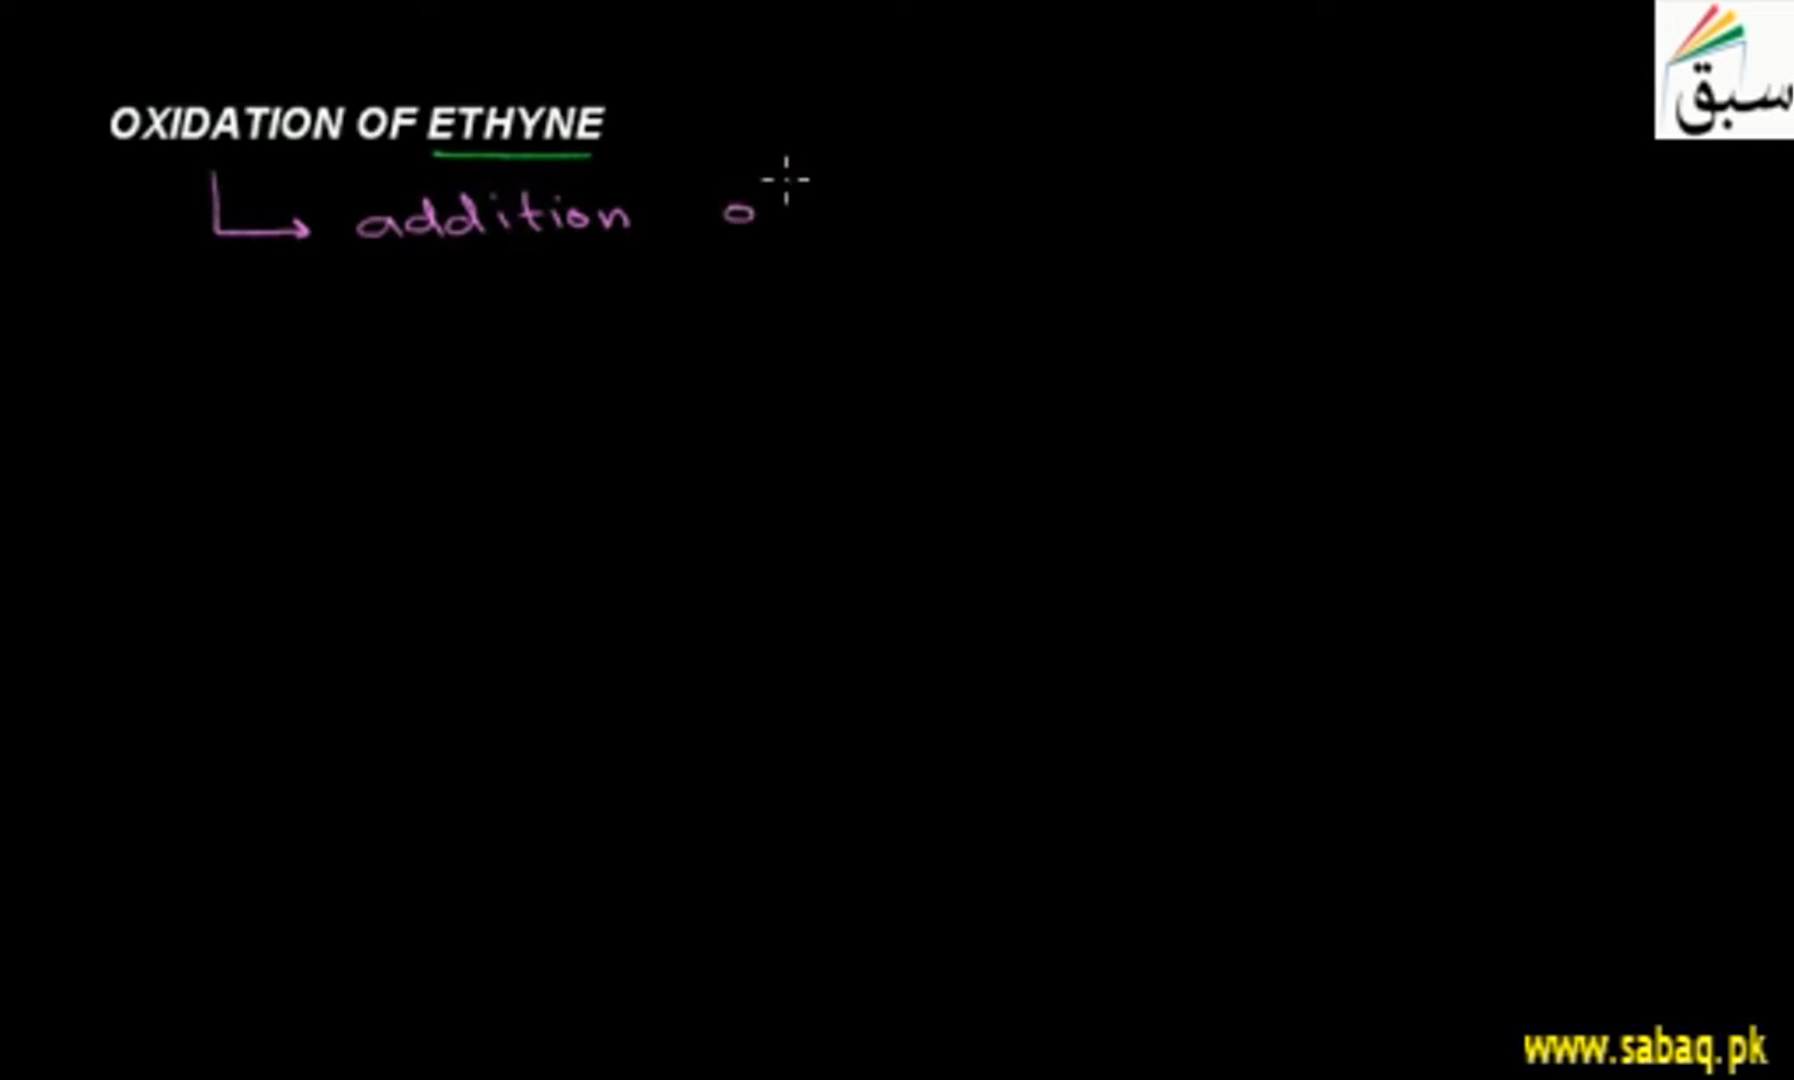 سبق
OXIDATION OF ETHYNE
addition o
www.sabaq.pk